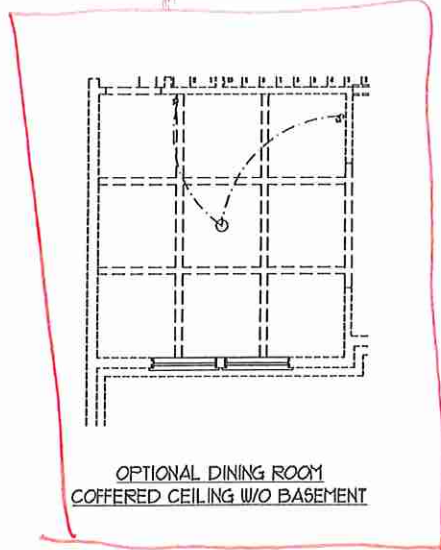 OPTIONAL DINING ROOM
COFFERED CEILING W/O BASEMENT